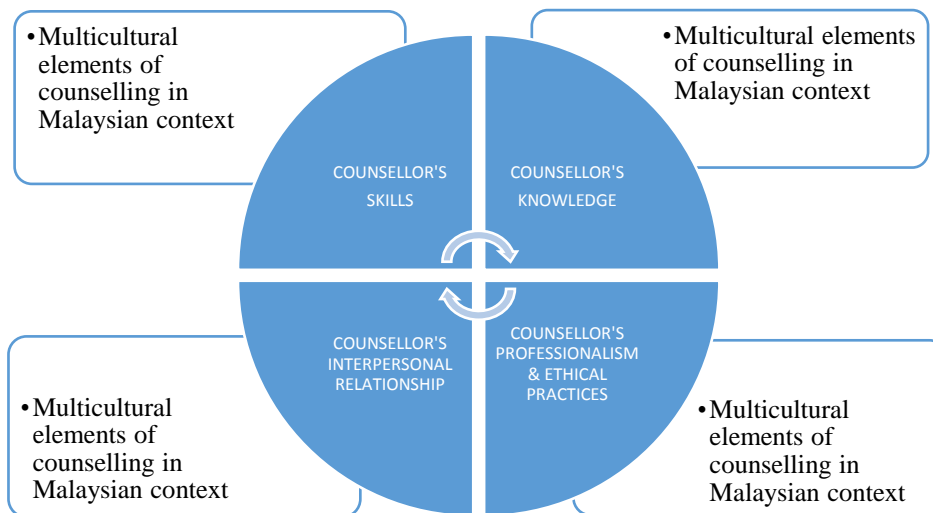 •Multicultural
elements of
counselling in
Malaysian context
•Multicultural elements
of counselling in
Malaysian context
COUNSELLOR'S
SKILLS
COUNSELLOR'S
KNOWLEDGE
COUNSELLOR'S
INTERPERSONAL
RELATIONSHIP
COUNSELLOR'S
PROFESSIONALISM
& ETHICAL
PRACTICES
•Multicultural
elements of
counselling in
Malaysian context
•Multicultural
elements of
counselling in
Malaysian context